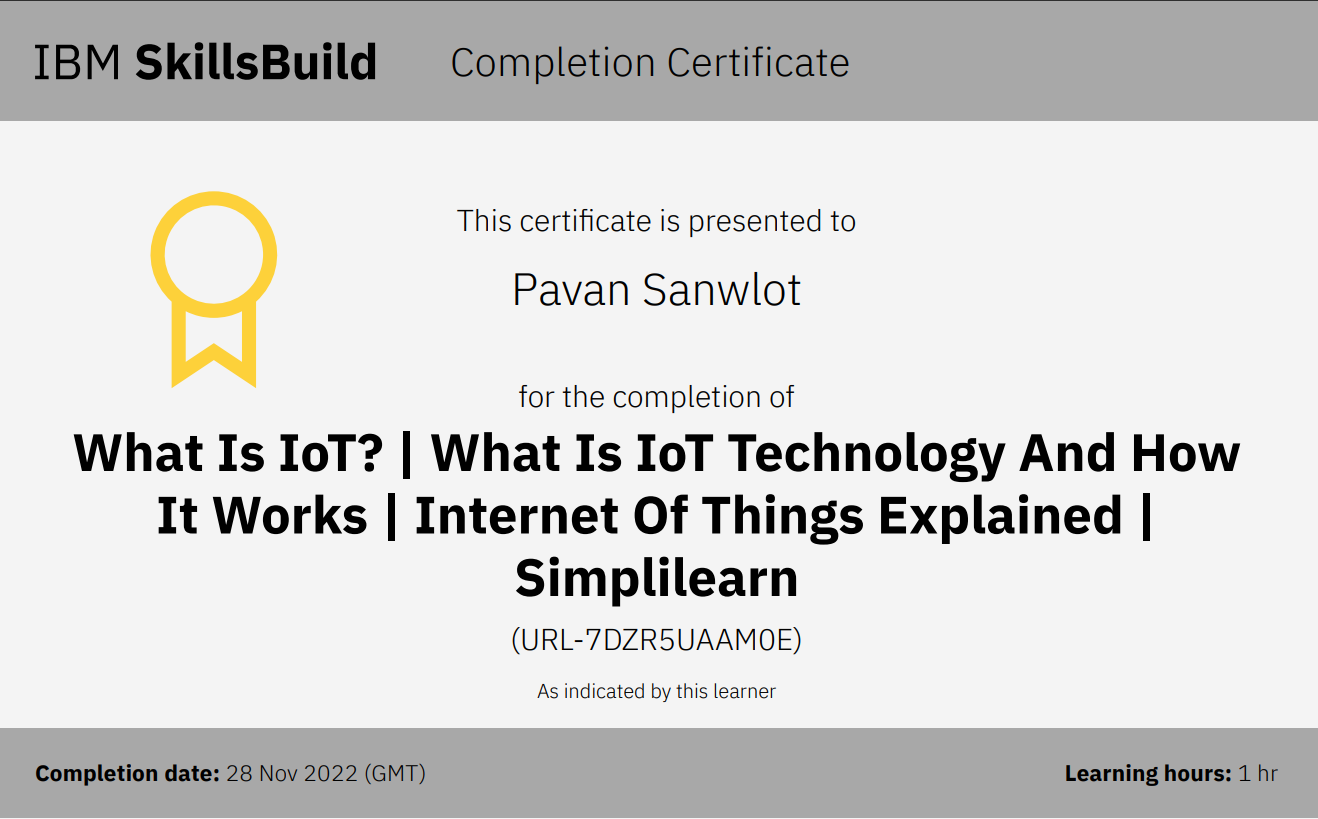 IBM SkillsBuild Completion Certificate
This certificate is presented to
Pavan Sanwlot
for the completion of
What Is IoT? | What Is IoT Technology And How
It Works | Internet Of Things Explained |
Simplilearn
(URL-7DZR5UAAM0E)
As indicated by this learner
Completion date: 28 Nov 2022 (GMT)
Learning hours: 1 hr